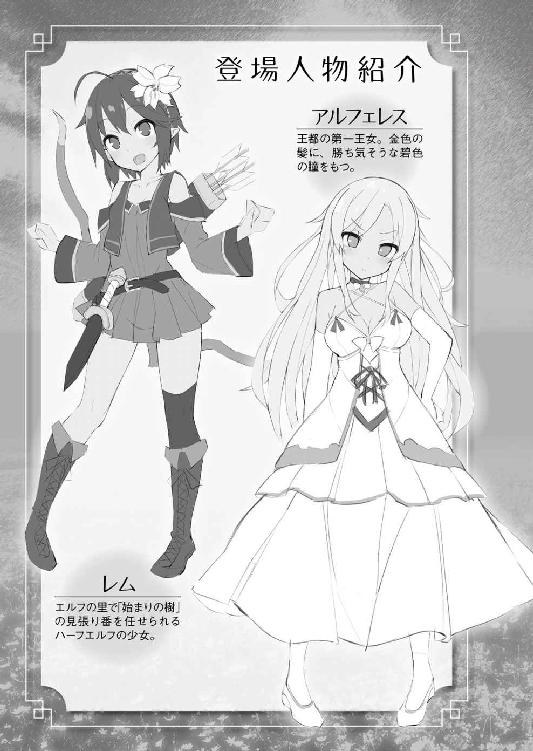 登場人物紹介
アルフェレス
王都の第一王女。金色の
髪に、勝ち気そうな碧色
の瞳をもつ。
レム
エルフの里で「始まりの樹」
の見張り番を任せられる
ハーフエルフの少女。